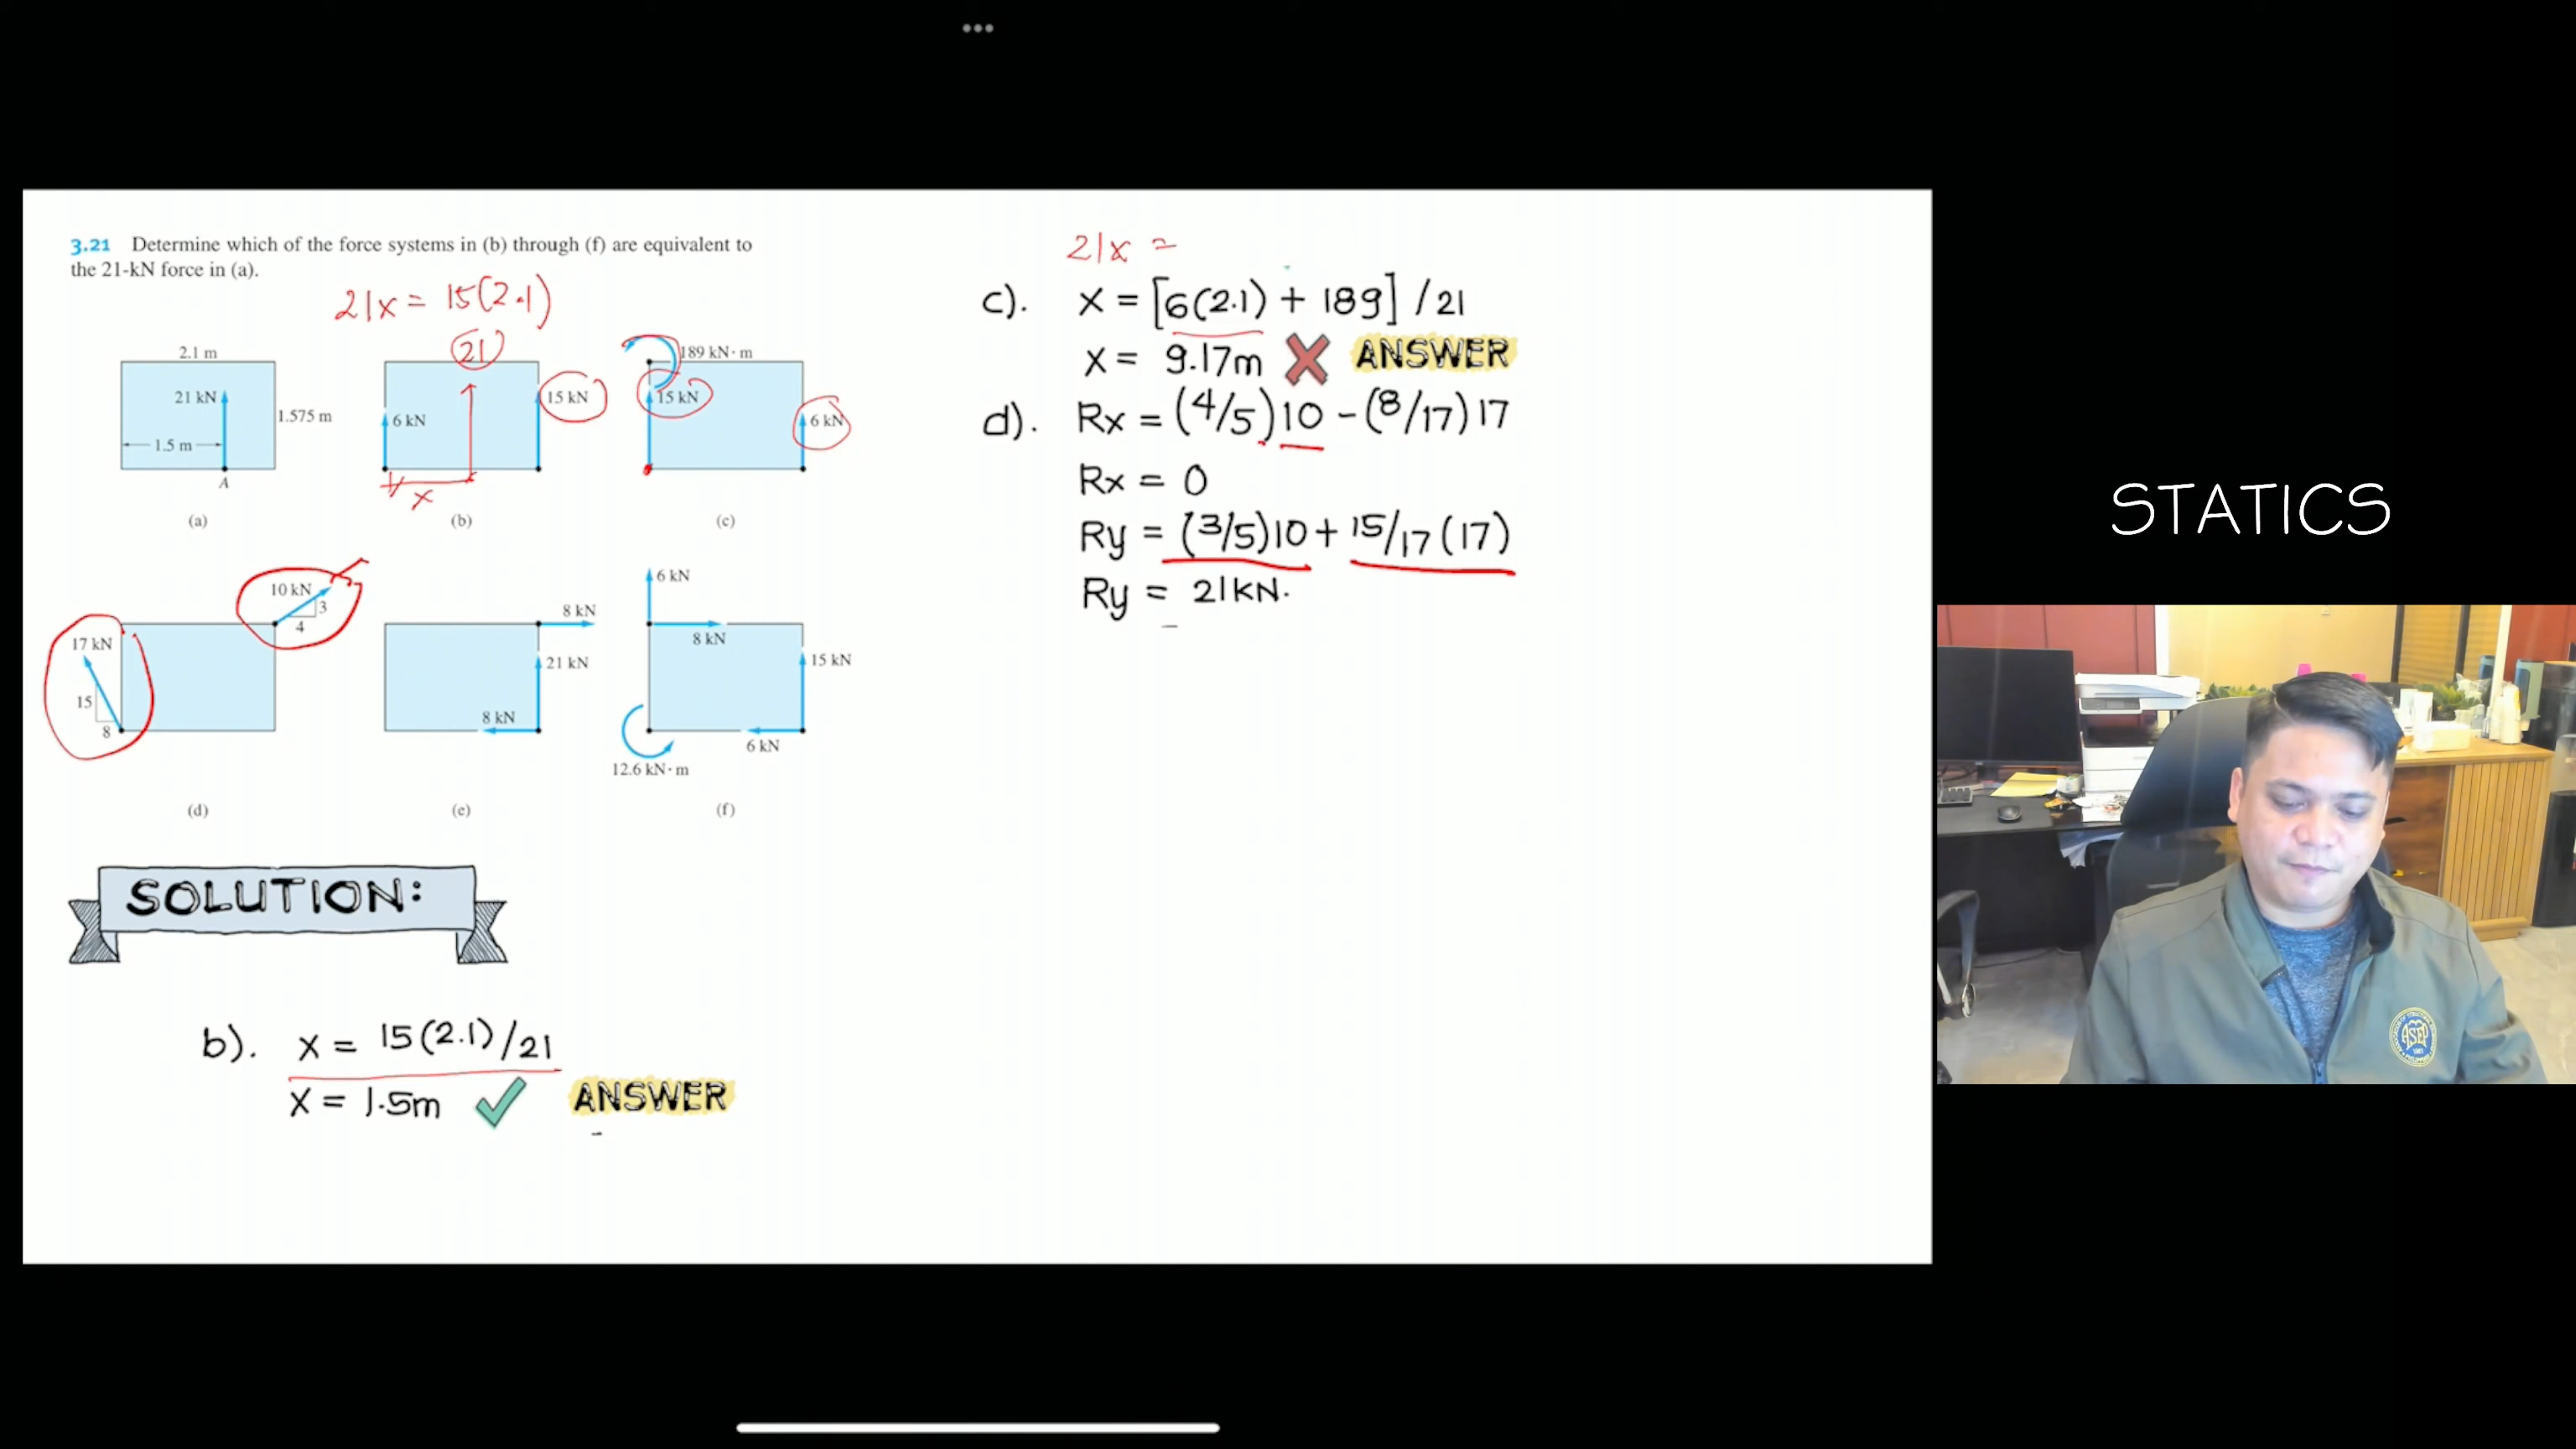 3.21 Determine which of the force systems in (b) through (f) are equivalent to
the 21-kN force in (a).
21x = 15(2.1)
2.1 m
21 kN
1.575 m
1.5 m
A
(a)
21
15 kN
6 kN
x
(b)
189 kN·m
15 kN
6 kN
(c)
10 kN
3
4
17 kN
15
8
(d)
8 kN
21 kN
8 kN
(e)
6 kN
8 kN
15 kN
6 kN
12.6 kN·m
(f)
SOLUTION:
b). x = 15(2.1)/21
x = 1.5m ANSWER
21x =
c). x = [6(2.1) + 189] / 21
x = 9.17m ANSWER
d). Rx = (4/5)10 - (8/17)17
Rx = 0
Ry = (3/5)10 + 15/17(17)
Ry = 21kN.
STATICS
ASEP